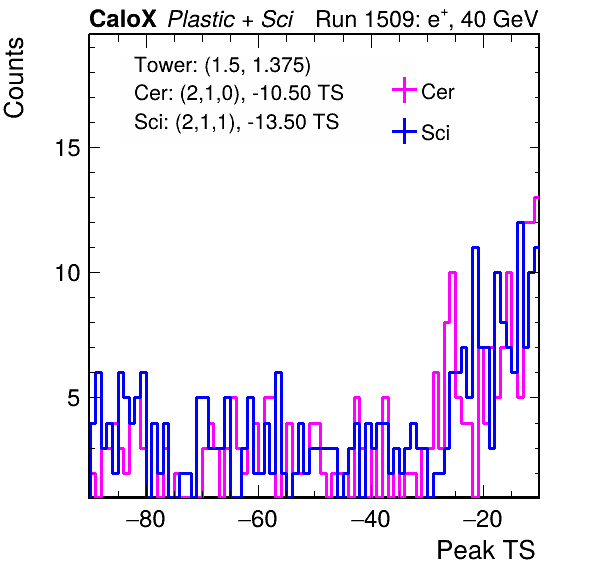 CaloX Plastic + Sci Run 1509: e⁺, 40 GeV
Counts
Tower: (1.5, 1.375)
Cer: (2,1,0), -10.50 TS
Sci: (2,1,1), -13.50 TS
Cer
Sci
15
10
5
−80 −60 −40 −20
Peak TS